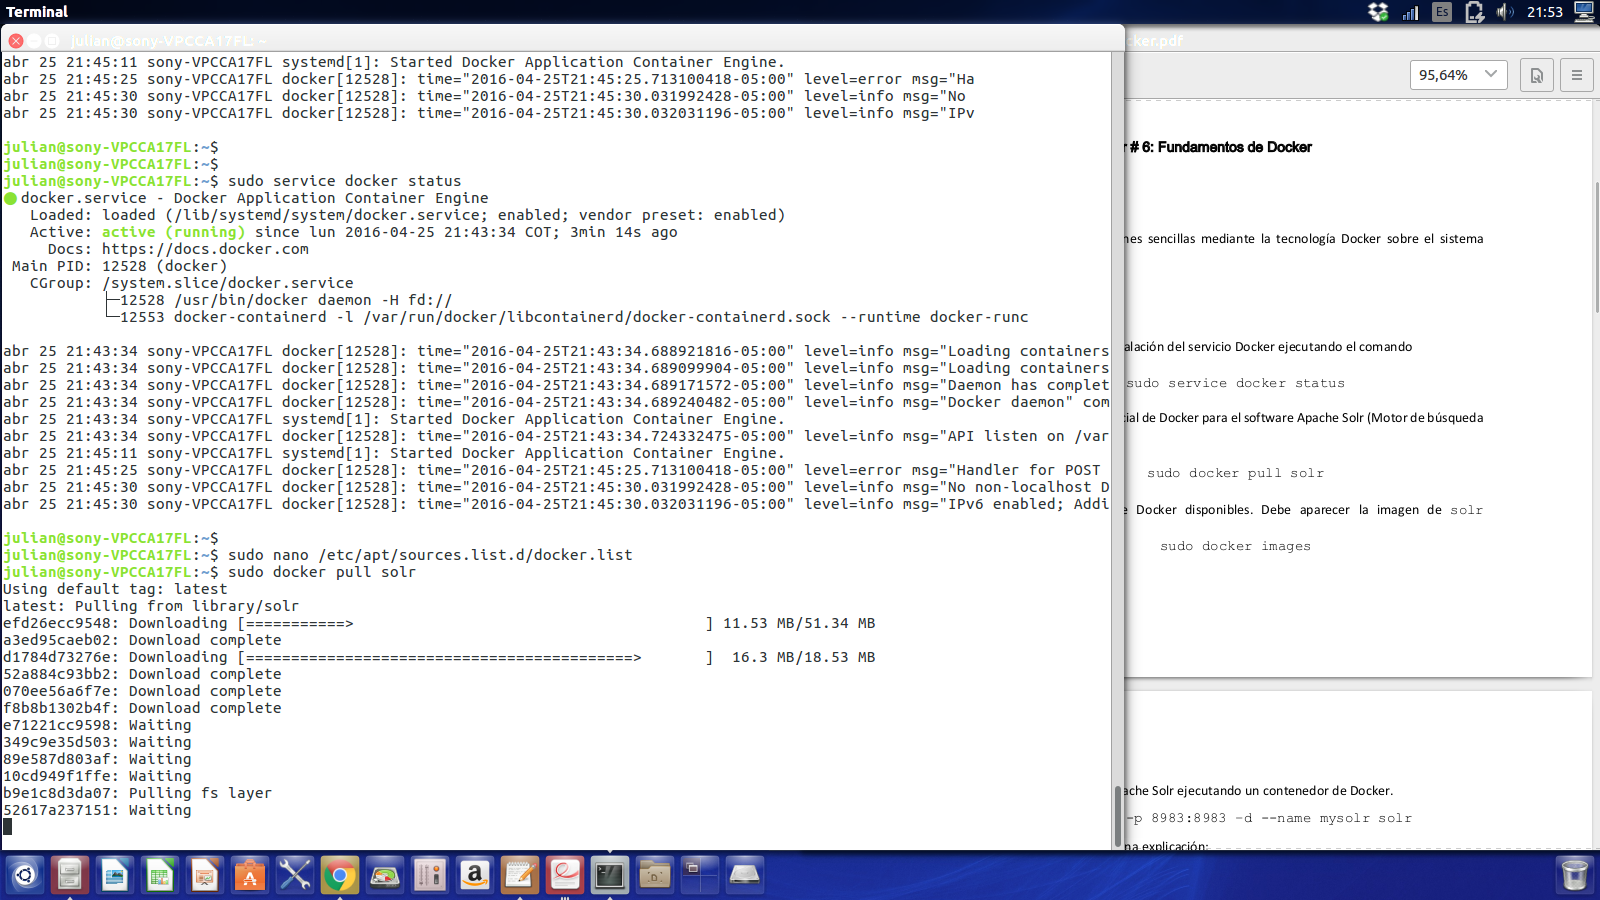 Terminal
Es
21:53
julian@sony-VPCCA17FL: ~
cker.pdf
abr 25 21:45:11 sony-VPCCA17FL systemd[1]: Started Docker Application Container Engine.
abr 25 21:45:25 sony-VPCCA17FL docker[12528]: time="2016-04-25T21:45:25.713100418-05:00" level=error msg="Ha
abr 25 21:45:30 sony-VPCCA17FL docker[12528]: time="2016-04-25T21:45:30.031992428-05:00" level=info msg="No
abr 25 21:45:30 sony-VPCCA17FL docker[12528]: time="2016-04-25T21:45:30.032031196-05:00" level=info msg="IPv
julian@sony-VPCCA17FL:~$
julian@sony-VPCCA17FL:~$
julian@sony-VPCCA17FL:~$ sudo service docker status
docker.service - Docker Application Container Engine
Loaded: loaded (/lib/systemd/system/docker.service; enabled; vendor preset: enabled)
Active: active (running) since lun 2016-04-25 21:43:34 COT; 3min 14s ago
Docs: https://docs.docker.com
Main PID: 12528 (docker)
CGroup: /system.slice/docker.service
├─12528 /usr/bin/docker daemon -H fd://
└─12553 docker-containerd -l /var/run/docker/libcontainerd/docker-containerd.sock --runtime docker-runc
abr 25 21:43:34 sony-VPCCA17FL docker[12528]: time="2016-04-25T21:43:34.688921816-05:00" level=info msg="Loading containers
abr 25 21:43:34 sony-VPCCA17FL docker[12528]: time="2016-04-25T21:43:34.689099904-05:00" level=info msg="Loading containers
abr 25 21:43:34 sony-VPCCA17FL docker[12528]: time="2016-04-25T21:43:34.689171572-05:00" level=info msg="Daemon has complet
abr 25 21:43:34 sony-VPCCA17FL docker[12528]: time="2016-04-25T21:43:34.689240482-05:00" level=info msg="Docker daemon" com
abr 25 21:43:34 sony-VPCCA17FL systemd[1]: Started Docker Application Container Engine.
abr 25 21:43:34 sony-VPCCA17FL docker[12528]: time="2016-04-25T21:43:34.724332475-05:00" level=info msg="API listen on /var
abr 25 21:45:11 sony-VPCCA17FL systemd[1]: Started Docker Application Container Engine.
abr 25 21:45:25 sony-VPCCA17FL docker[12528]: time="2016-04-25T21:45:25.713100418-05:00" level=error msg="Handler for POST
abr 25 21:45:30 sony-VPCCA17FL docker[12528]: time="2016-04-25T21:45:30.031992428-05:00" level=info msg="No non-localhost D
abr 25 21:45:30 sony-VPCCA17FL docker[12528]: time="2016-04-25T21:45:30.032031196-05:00" level=info msg="IPv6 enabled; Addi
julian@sony-VPCCA17FL:~$
julian@sony-VPCCA17FL:~$ sudo nano /etc/apt/sources.list.d/docker.list
julian@sony-VPCCA17FL:~$ sudo docker pull solr
Using default tag: latest
latest: Pulling from library/solr
efd26ecc9548: Downloading [===========> ] 11.53 MB/51.34 MB
a3ed95caeb02: Download complete
d1784d73276e: Downloading [===========================================> ] 16.3 MB/18.53 MB
52a884c93bb2: Download complete
070ee56a6f7e: Download complete
f8b8b1302b4f: Download complete
e71221cc9598: Waiting
349c9e35d503: Waiting
89e587d803af: Waiting
10cd949f1ffe: Waiting
b9e1c8d3da07: Pulling fs layer
52617a237151: Waiting
95,64%
r # 6: Fundamentos de Docker
nes sencillas mediante la tecnología Docker sobre el sistema
alación del servicio Docker ejecutando el comando
sudo service docker status
cial de Docker para el software Apache Solr (Motor de búsqueda
sudo docker pull solr
e Docker disponibles. Debe aparecer la imagen de solr
sudo docker images
ache Solr ejecutando un contenedor de Docker.
-p 8983:8983 -d --name mysolr solr
na explicación: